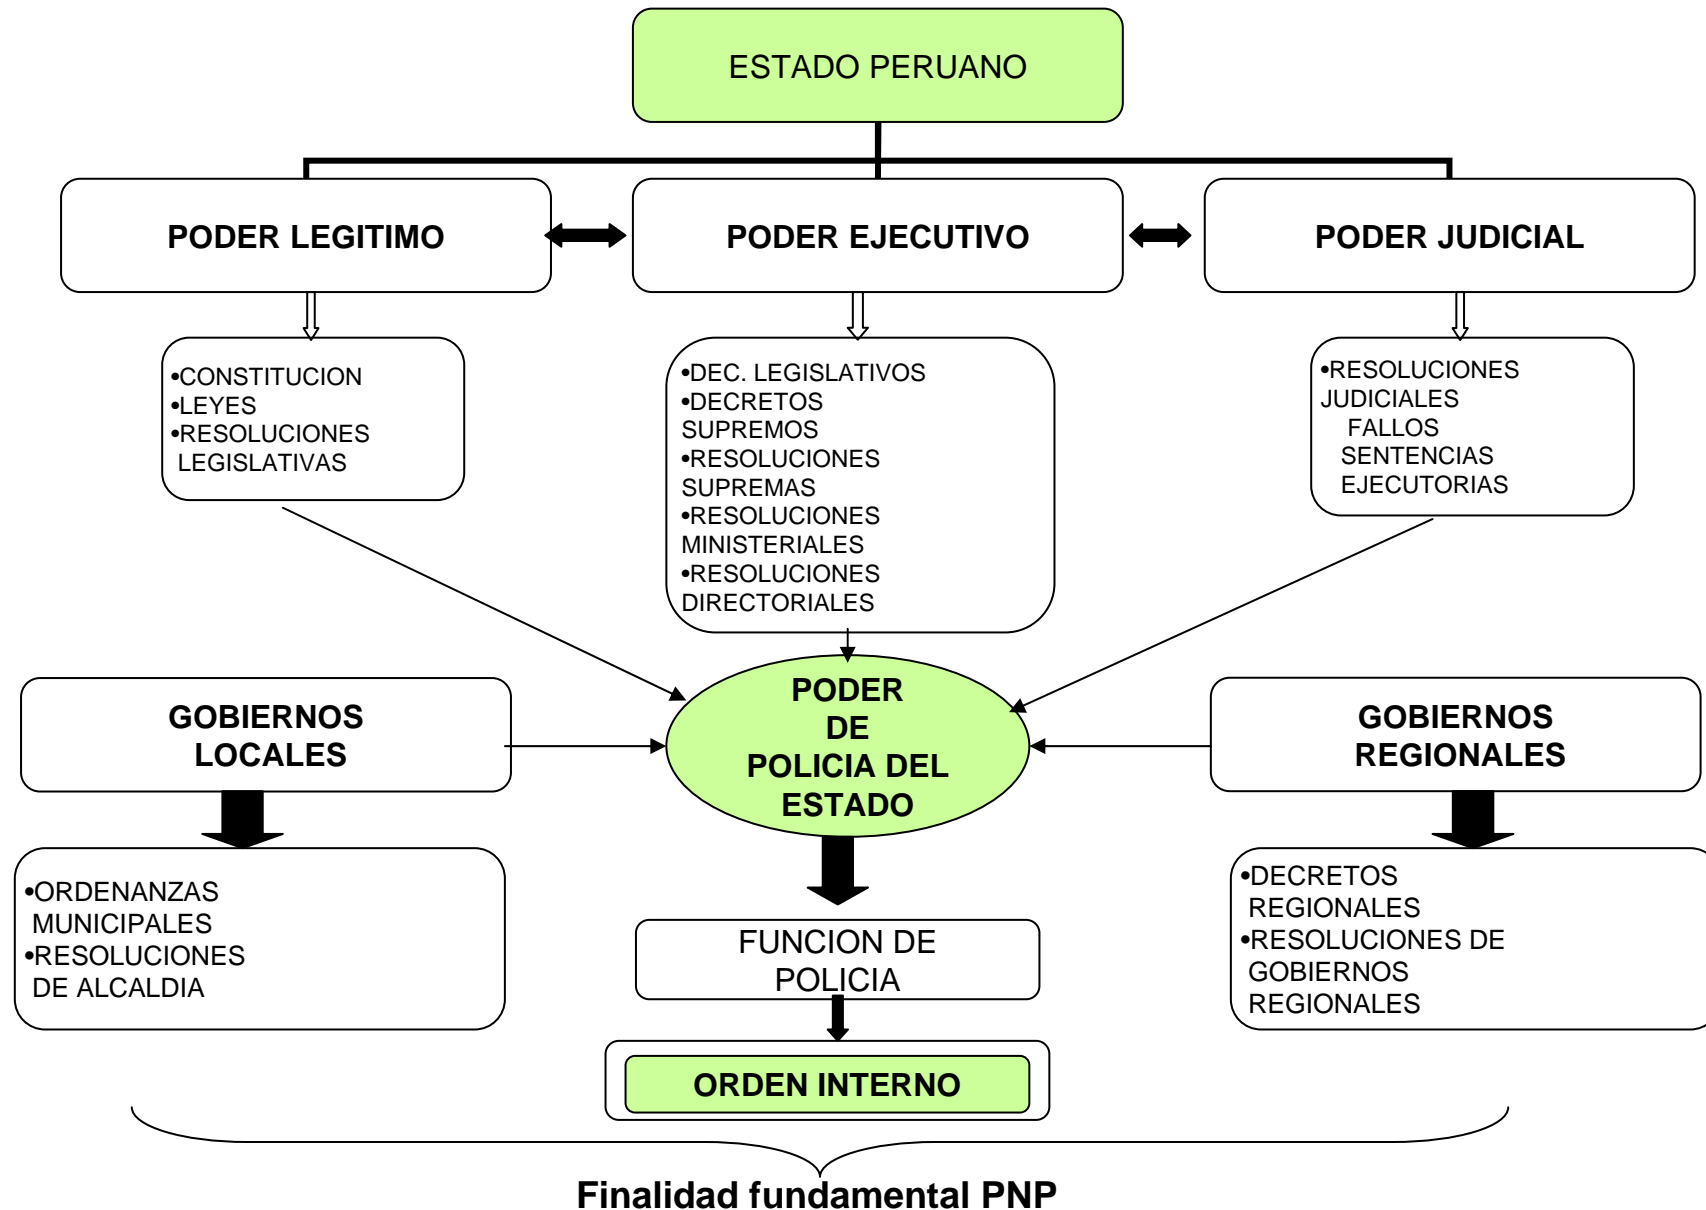 ESTADO PERUANO
PODER LEGITIMO
PODER EJECUTIVO
PODER JUDICIAL
•CONSTITUCION
•LEYES
•RESOLUCIONES
LEGISLATIVAS
•DEC. LEGISLATIVOS
•DECRETOS
SUPREMOS
•RESOLUCIONES
SUPREMAS
•RESOLUCIONES
MINISTERIALES
•RESOLUCIONES
DIRECTORIALES
•RESOLUCIONES
JUDICIALES
FALLOS
SENTENCIAS
EJECUTORIAS
GOBIERNOS
LOCALES
PODER
DE
POLICIA DEL
ESTADO
GOBIERNOS
REGIONALES
•ORDENANZAS
MUNICIPALES
•RESOLUCIONES
DE ALCALDIA
FUNCION DE
POLICIA
•DECRETOS
REGIONALES
•RESOLUCIONES DE
GOBIERNOS
REGIONALES
ORDEN INTERNO
Finalidad fundamental PNP